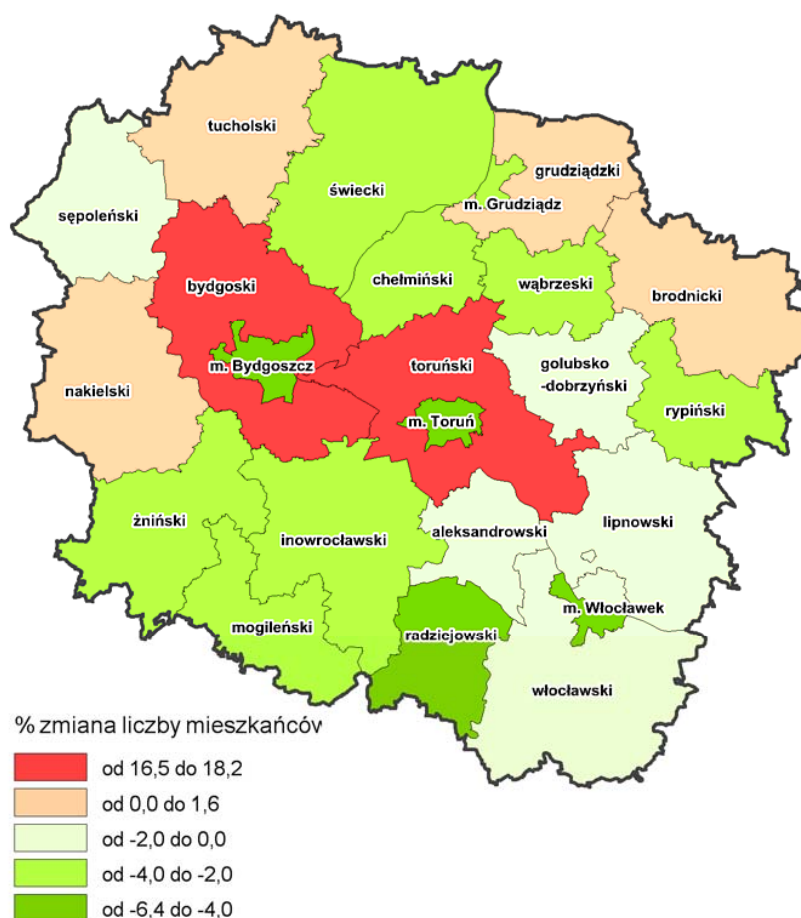 tucholski
grudziądzki
świecki
m. Grudziądz
sępoleński
chełmiński
bydgoski
wąbrzeski
brodnicki
m. Bydgoszcz
toruński
golubsko
-dobrzyński
nakielski
rypiński
m. Toruń
żniński
lipnowski
inowrocławski
aleksandrowski
m. Włocławek
mogileński
radzicjowski
włocławski
% zmiana liczby mieszkańców
od 16,5 do 18,2
od 0,0 do 1,6
od -2,0 do 0,0
od -4,0 do -2,0
od -6,4 do -4,0